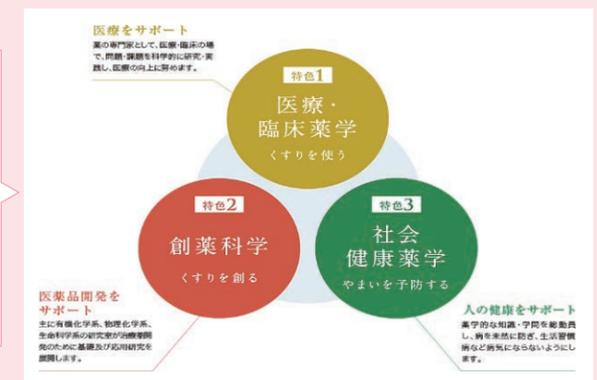 医療をサポート
薬の専門家として、医療・臨床の場
で、問題・課題を科学的に研究・実
践し、医療の向上に努めます。
特色1
医療・
臨床薬学
くすりを使う
特色2
創薬科学
くすりを創る
特色3
社会
健康薬学
やまいを予防する
医薬品開発を
サポート
主に有機化学系、物理化学系、
生命科学系の研究室が治療薬開
発のために基礎及び応用研究を
展開します。
人の健康をサポート
薬学的な知識・学問を総動員
し、病を未然に防ぎ、生活習慣
病など病気にならないようにし
ます。